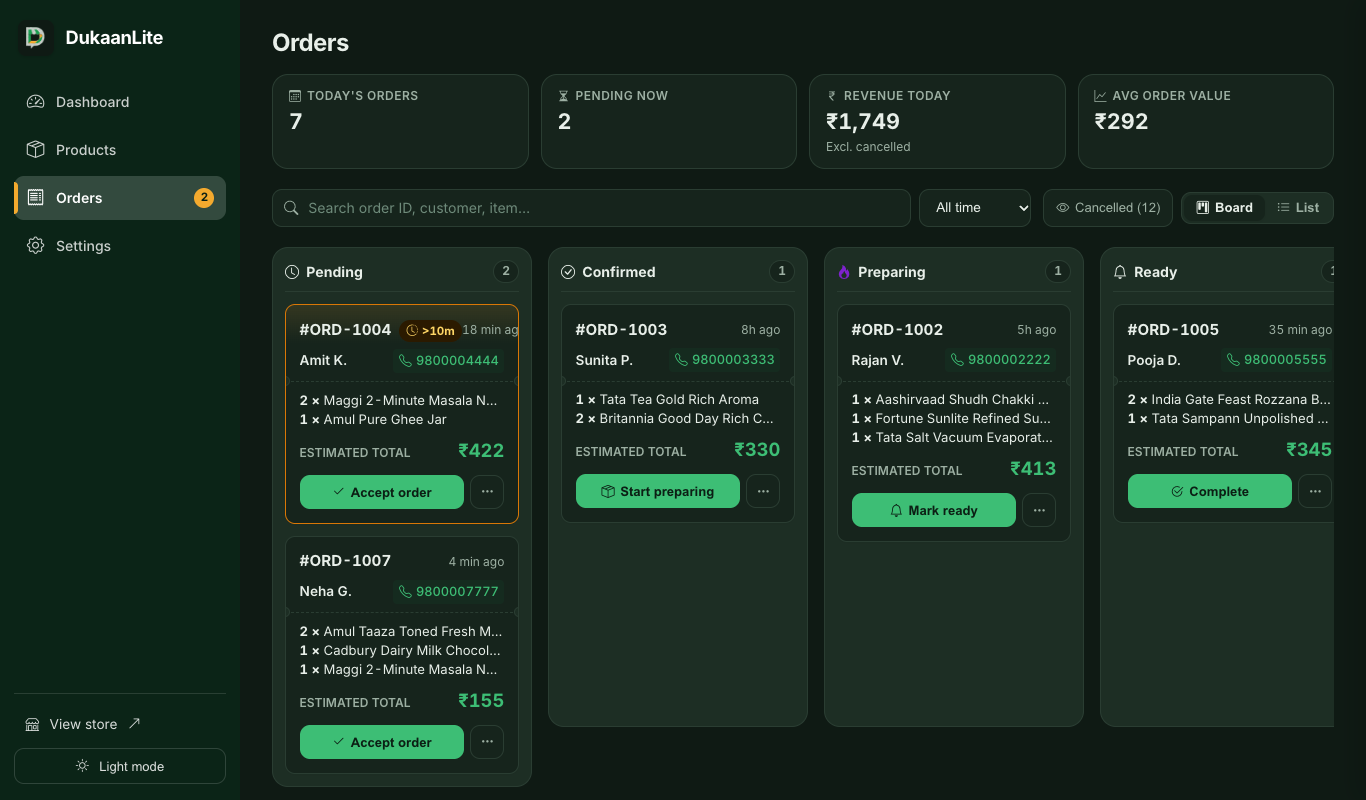 DukaanLite
Dashboard
Products
Orders 2
Settings
View store
Light mode
Orders
TODAY'S ORDERS
7
PENDING NOW
2
₹ REVENUE TODAY
₹1,749
Excl. cancelled
AVG ORDER VALUE
₹292
Search order ID, customer, item...
All time
Cancelled (12)
Board
List
Pending 2
#ORD-1004 >10m 18 min ag
Amit K. 9800004444
2 × Maggi 2-Minute Masala N...
1 × Amul Pure Ghee Jar
ESTIMATED TOTAL ₹422
Accept order ...
#ORD-1007 4 min ago
Neha G. 9800007777
2 × Amul Taaza Toned Fresh M...
1 × Cadbury Dairy Milk Chocol...
1 × Maggi 2-Minute Masala N...
ESTIMATED TOTAL ₹155
Accept order ...
Confirmed 1
#ORD-1003 8h ago
Sunita P. 9800003333
1 × Tata Tea Gold Rich Aroma
2 × Britannia Good Day Rich C...
ESTIMATED TOTAL ₹330
Start preparing ...
Preparing 1
#ORD-1002 5h ago
Rajan V. 9800002222
1 × Aashirvaad Shudh Chakki ...
1 × Fortune Sunlite Refined Su...
1 × Tata Salt Vacuum Evaporat...
ESTIMATED TOTAL ₹413
Mark ready ...
Ready 1
#ORD-1005 35 min ago
Pooja D. 9800005555
2 × India Gate Feast Rozzana B...
1 × Tata Sampann Unpolished ...
ESTIMATED TOTAL ₹345
Complete ...